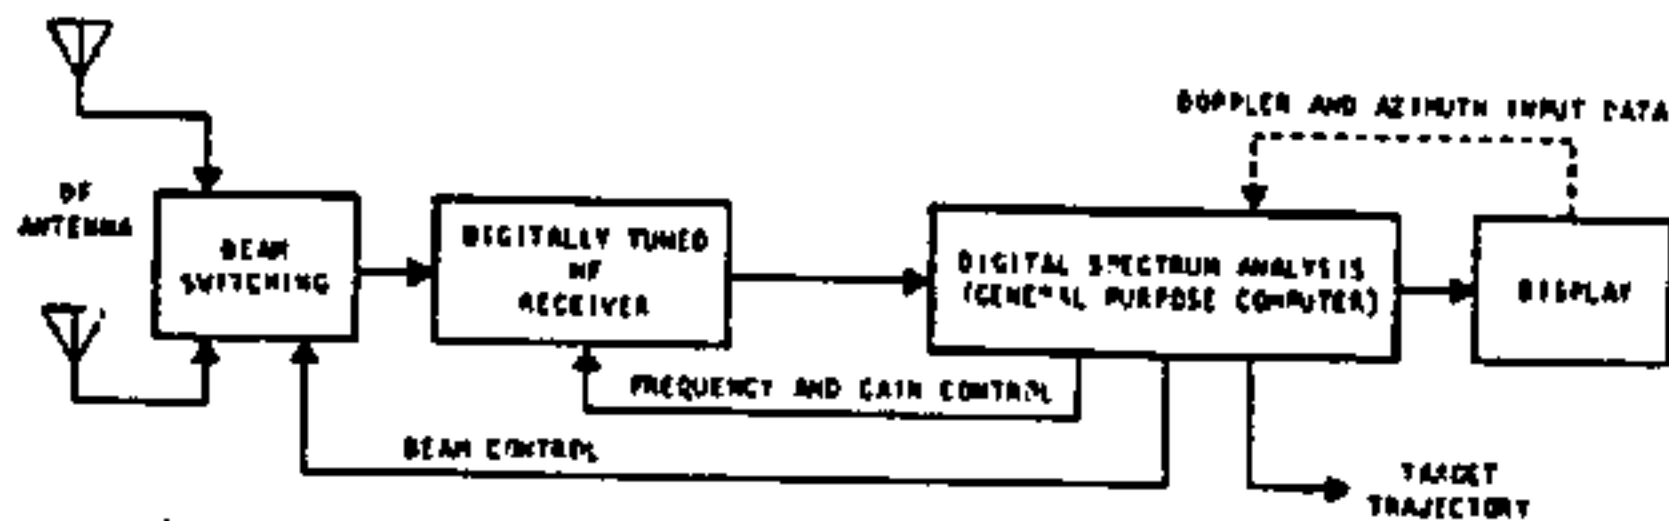 DOPPLER AND AZIMUTH INPUT DATA
DF
ANTENNA
BEAM
SWITCHING
DIGITALLY TUNED
HF
RECEIVER
DIGITAL SPECTRUM ANALYSIS
(GENERAL PURPOSE COMPUTER)
DISPLAY
FREQUENCY AND GAIN CONTROL
BEAM CONTROL
TARGET
TRAJECTORY